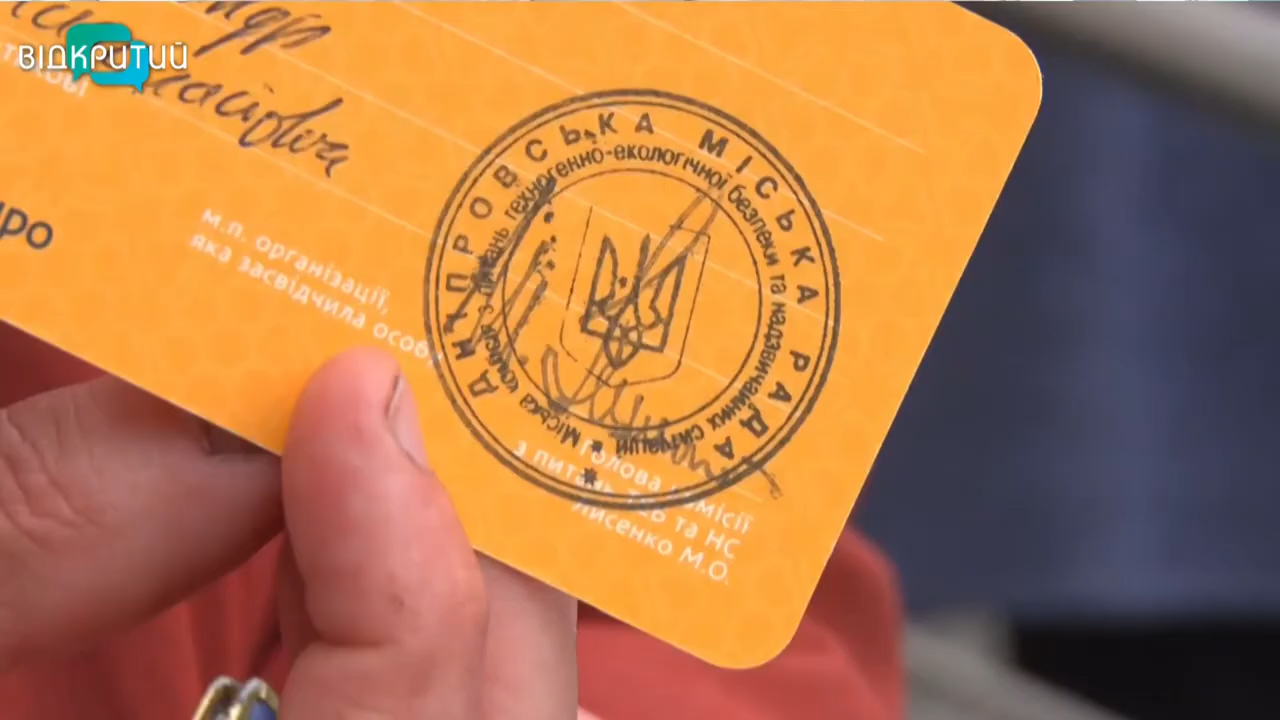 ВІДКРИТИЙ
м.п. організації,
яка засвідчила особу
ДНІПРОВСЬКА МІСЬКА РАДА
Міська комісія з питань техногенно-екологічної безпеки та надзвичайних ситуацій
Голова комісії
з питань ТЕБ та НС
Лисенко М.О.